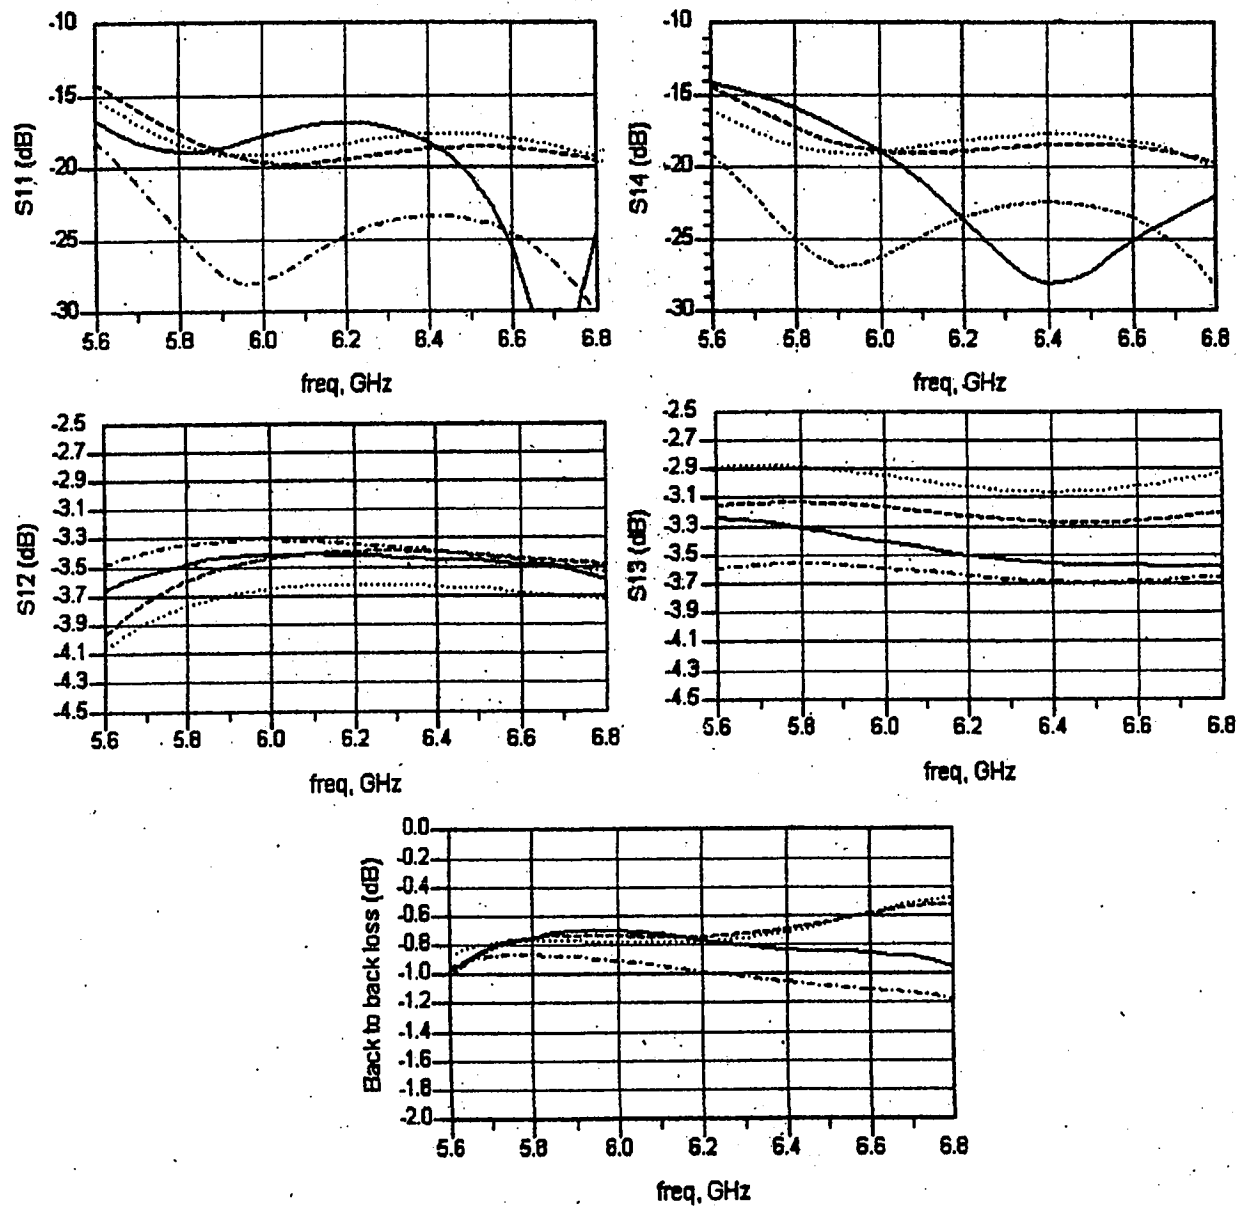 S11 (dB)
-10
-15
-20
-25
-30
5.6 5.8 6.0 6.2 6.4 6.6 6.8
freq, GHz
S14 (dB)
-10
-15
-20
-25
-30
5.6 5.8 6.0 6.2 6.4 6.6 6.8
freq, GHz
S12 (dB)
-2.5
-2.7
-2.9
-3.1
-3.3
-3.5
-3.7
-3.9
-4.1
-4.3
-4.5
5.6 5.8 6.0 6.2 6.4 6.6 6.8
freq, GHz
S13 (dB)
-2.5
-2.7
-2.9
-3.1
-3.3
-3.5
-3.7
-3.9
-4.1
-4.3
-4.5
5.6 5.8 6.0 6.2 6.4 6.6 6.8
freq, GHz
Back to back loss (dB)
0.0
-0.2
-0.4
-0.6
-0.8
-1.0
-1.2
-1.4
-1.6
-1.8
-2.0
5.6 5.8 6.0 6.2 6.4 6.6 6.8
freq, GHz